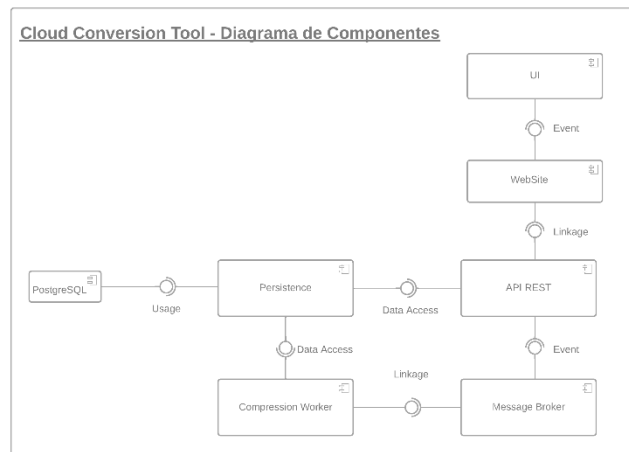 Cloud Conversion Tool - Diagrama de Componentes
UI
Event
WebSite
Linkage
PostgreSQL
Usage
Persistence
Data Access
API REST
Data Access
Event
Linkage
Compression Worker
Message Broker